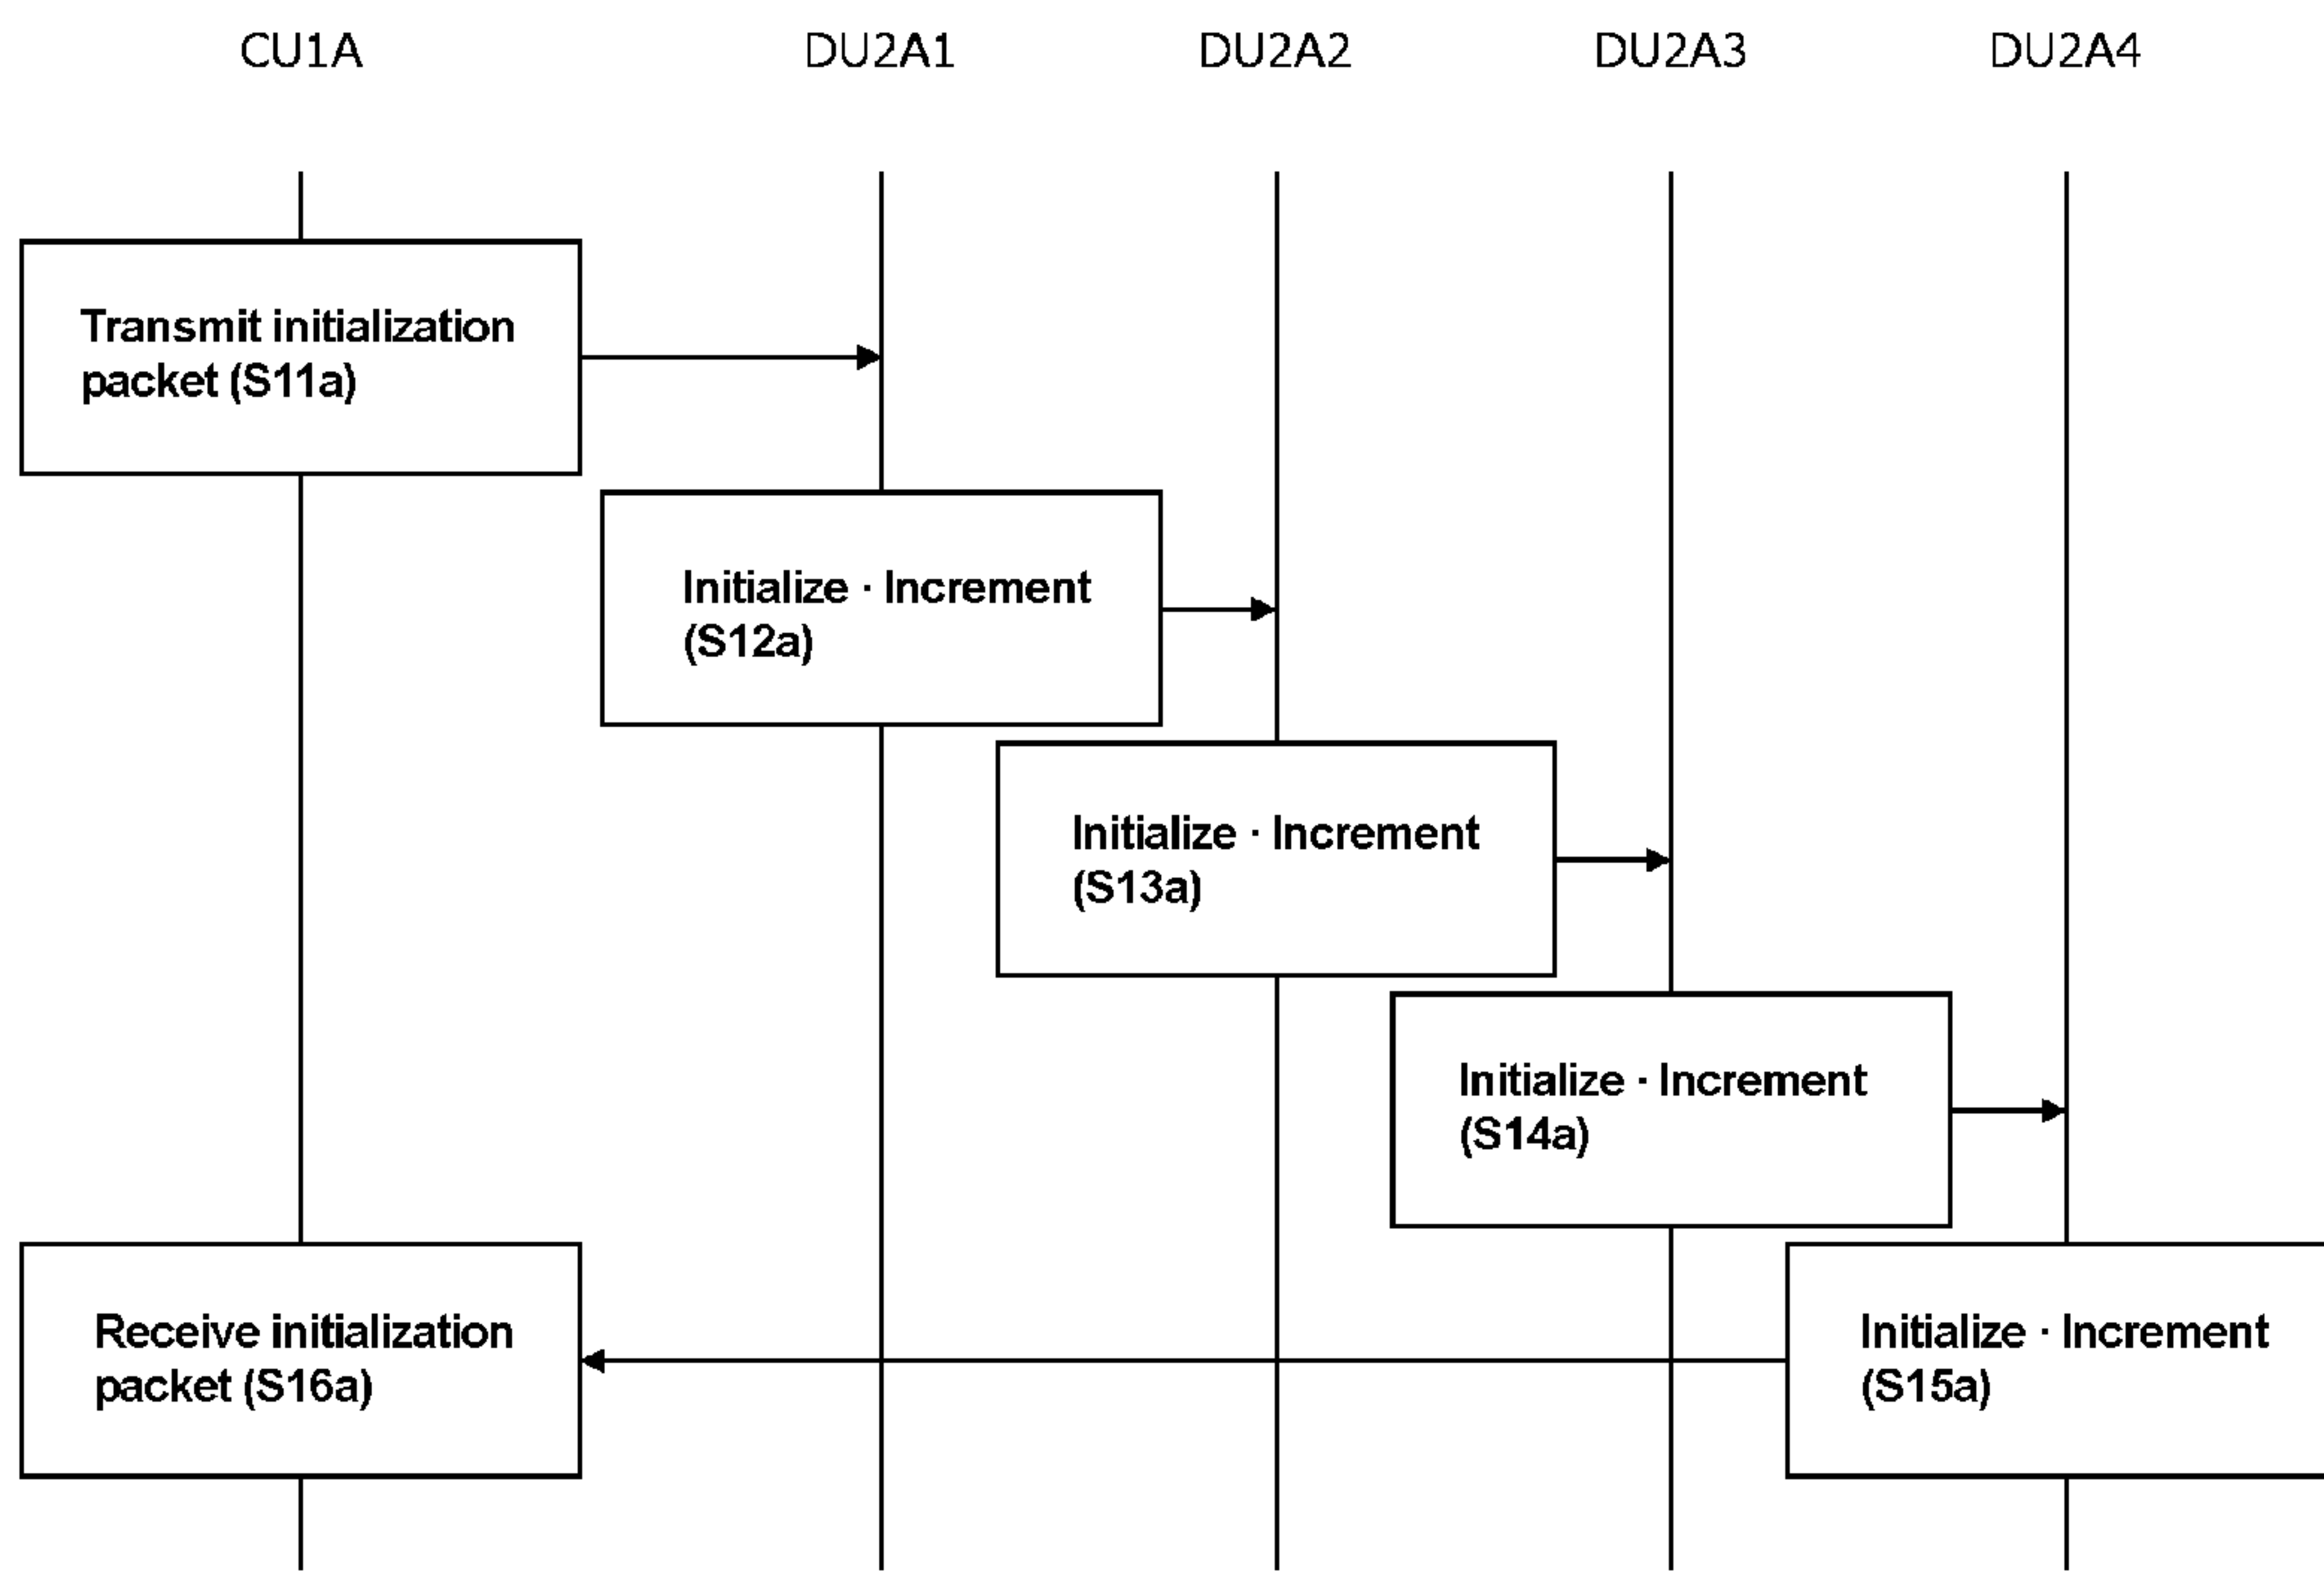 CU1A
DU2A1
DU2A2
DU2A3
DU2A4
Transmit initialization
packet (S11a)
Initialize · Increment
(S12a)
Initialize · Increment
(S13a)
Initialize · Increment
(S14a)
Receive initialization
packet (S16a)
Initialize · Increment
(S15a)